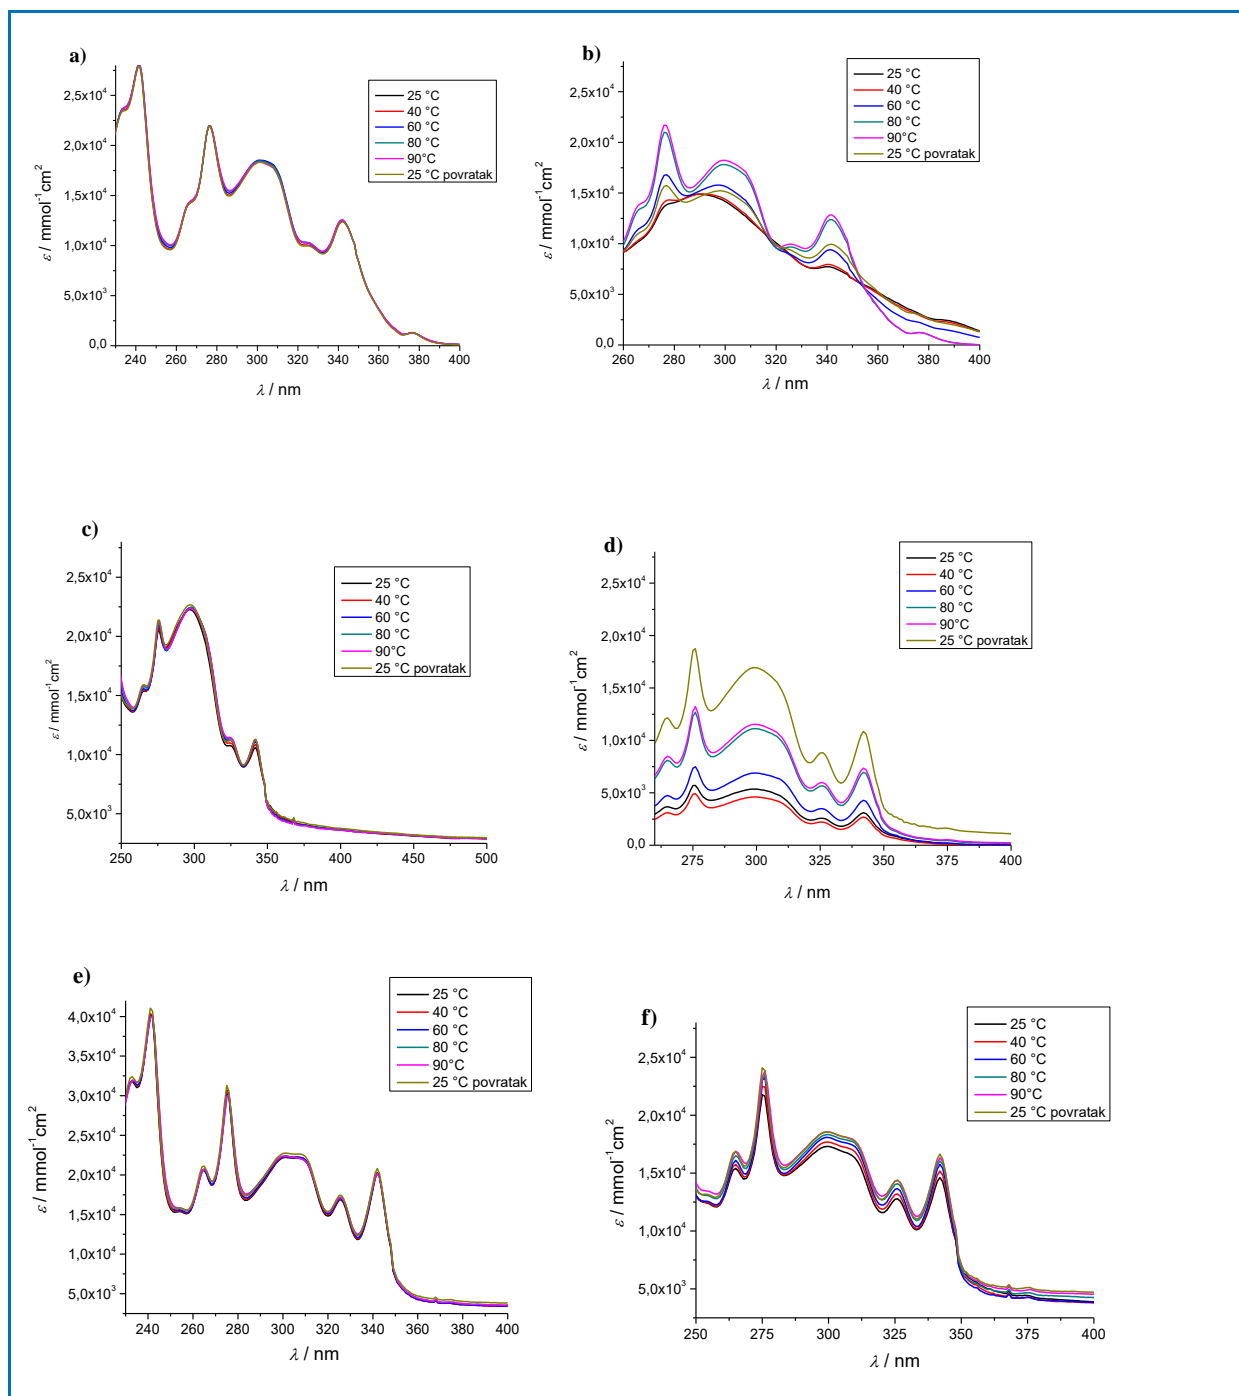 a)
ε / mmol⁻¹cm²
2,5x10⁴
2,0x10⁴
1,5x10⁴
1,0x10⁴
5,0x10³
0,0
240 260 280 300 320 340 360 380 400
λ / nm
25 °C
40 °C
60 °C
80 °C
90°C
25 °C povratak
b)
ε / mmol⁻¹cm²
2,5x10⁴
2,0x10⁴
1,5x10⁴
1,0x10⁴
5,0x10³
0,0
260 280 300 320 340 360 380 400
λ / nm
25 °C
40 °C
60 °C
80 °C
90°C
25 °C povratak
c)
ε / mmol⁻¹cm²
2,5x10⁴
2,0x10⁴
1,5x10⁴
1,0x10⁴
5,0x10³
250 300 350 400 450 500
λ / nm
25 °C
40 °C
60 °C
80 °C
90°C
25 °C povratak
d)
ε / mmol⁻¹cm²
2,5x10⁴
2,0x10⁴
1,5x10⁴
1,0x10⁴
5,0x10³
0,0
275 300 325 350 375 400
λ / nm
25 °C
40 °C
60 °C
80 °C
90°C
25 °C povratak
e)
ε / mmol⁻¹cm²
4,0x10⁴
3,5x10⁴
3,0x10⁴
2,5x10⁴
2,0x10⁴
1,5x10⁴
1,0x10⁴
5,0x10³
240 260 280 300 320 340 360 380 400
λ / nm
25 °C
40 °C
60 °C
80 °C
90°C
25 °C povratak
f)
ε / mmol⁻¹cm²
2,5x10⁴
2,0x10⁴
1,5x10⁴
1,0x10⁴
5,0x10³
250 275 300 325 350 375 400
λ / nm
25 °C
40 °C
60 °C
80 °C
90°C
25 °C povratak